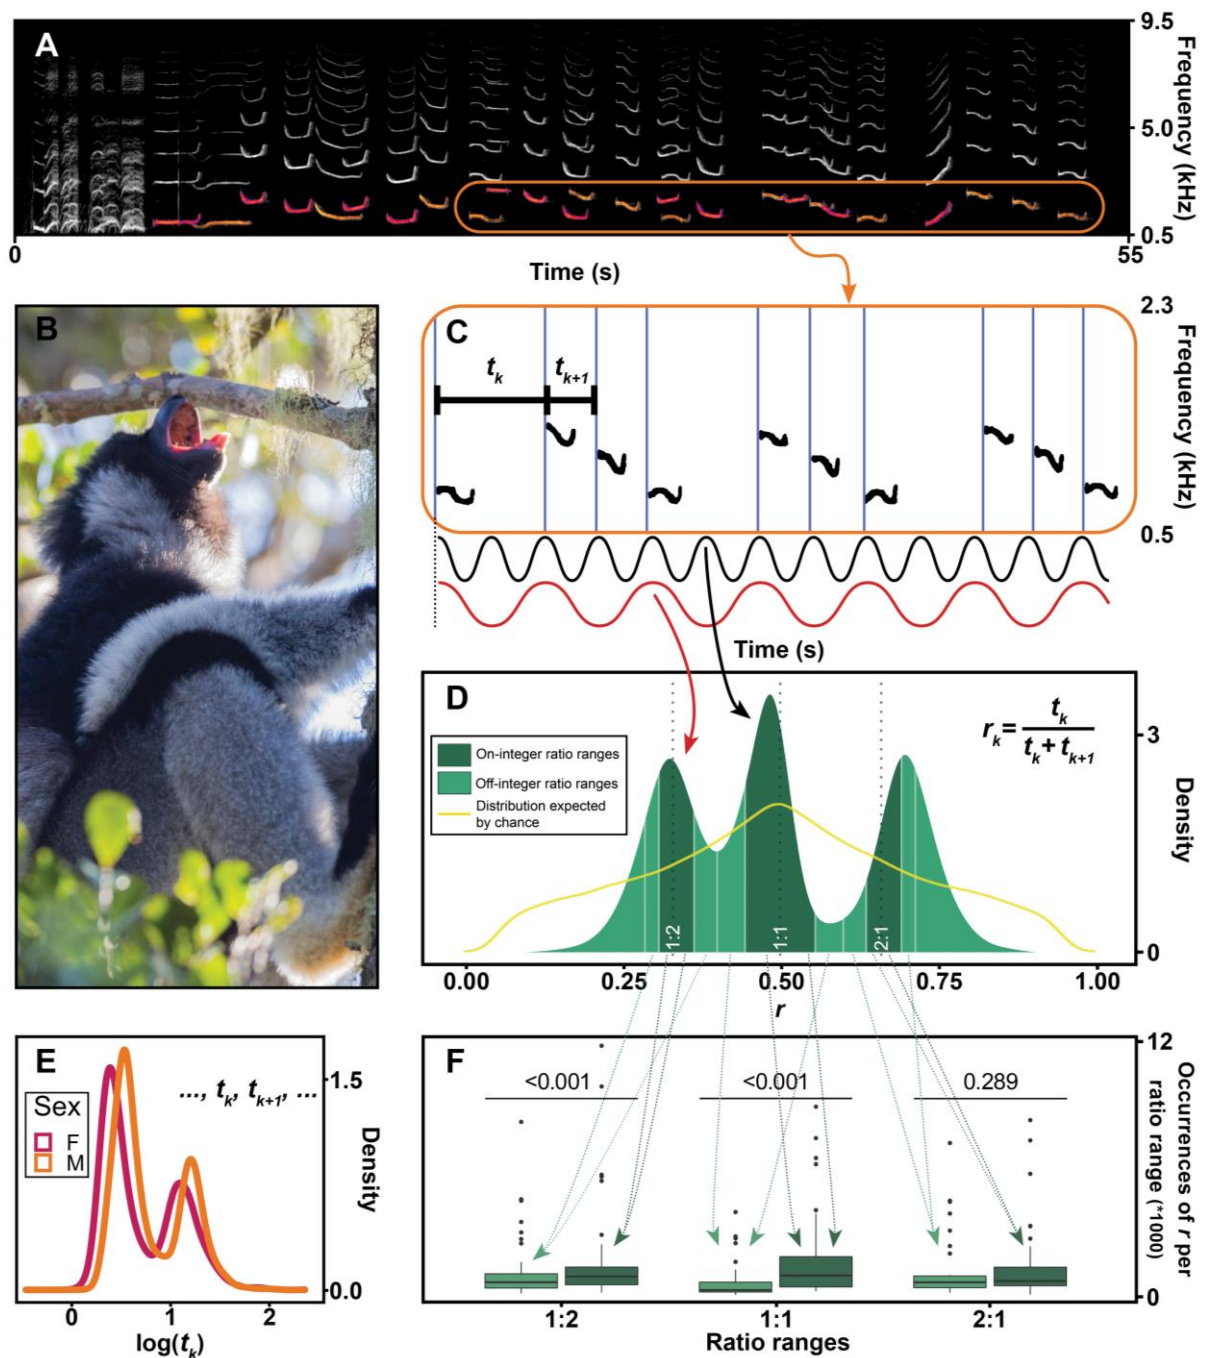 A
9.5
5.0
0.5
Frequency (kHz)
0
55
Time (s)
B
C
t_k
t_{k+1}
2.3
0.5
Frequency (kHz)
Time (s)
D
On-integer ratio ranges
Off-integer ratio ranges
Distribution expected
by chance
r_k = t_k / (t_k + t_{k+1})
1:2
1:1
2:1
3
0
Density
0.00
0.25
0.50
0.75
1.00
r
E
..., t_k, t_{k+1}, ...
Sex
F
M
1.5
0.0
Density
0
1
2
log(t_k)
F
<0.001
<0.001
0.289
12
0
Occurrences of r per
ratio range (*1000)
1:2
1:1
2:1
Ratio ranges